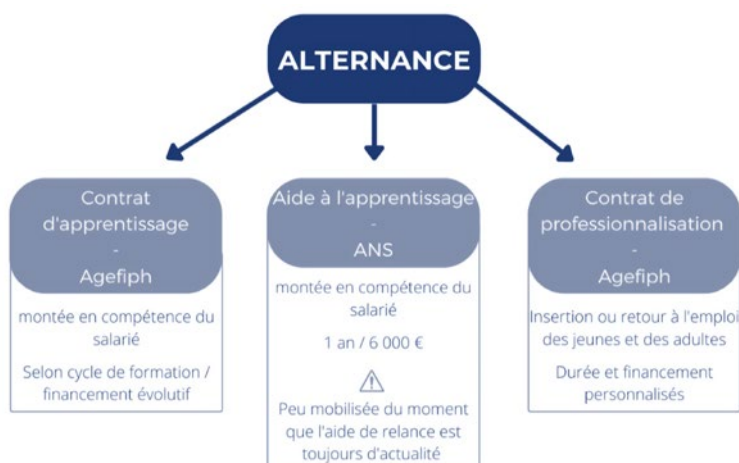 ALTERNANCE
Contrat
d'apprentissage
-
Agefiph
montée en compétence du
salarié
Selon cycle de formation /
financement évolutif
Aide à l'apprentissage
-
ANS
montée en compétence du
salarié
1 an / 6 000 €
Peu mobilisée du moment
que l'aide de relance est
toujours d'actualité
Contrat de
professionnalisation
-
Agefiph
Insertion ou retour à l'emploi
des jeunes et des adultes
Durée et financement
personnalisés